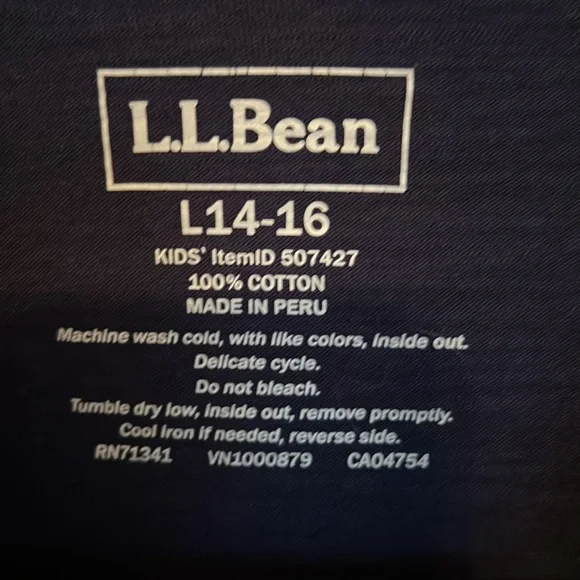 L.L.Bean
L14-16
KIDS' ItemID 507427
100% COTTON
MADE IN PERU
Machine wash cold, with like colors, inside out.
Delicate cycle.
Do not bleach.
Tumble dry low, inside out, remove promptly.
Cool iron if needed, reverse side.
RN71341 VN1000879 CA04754